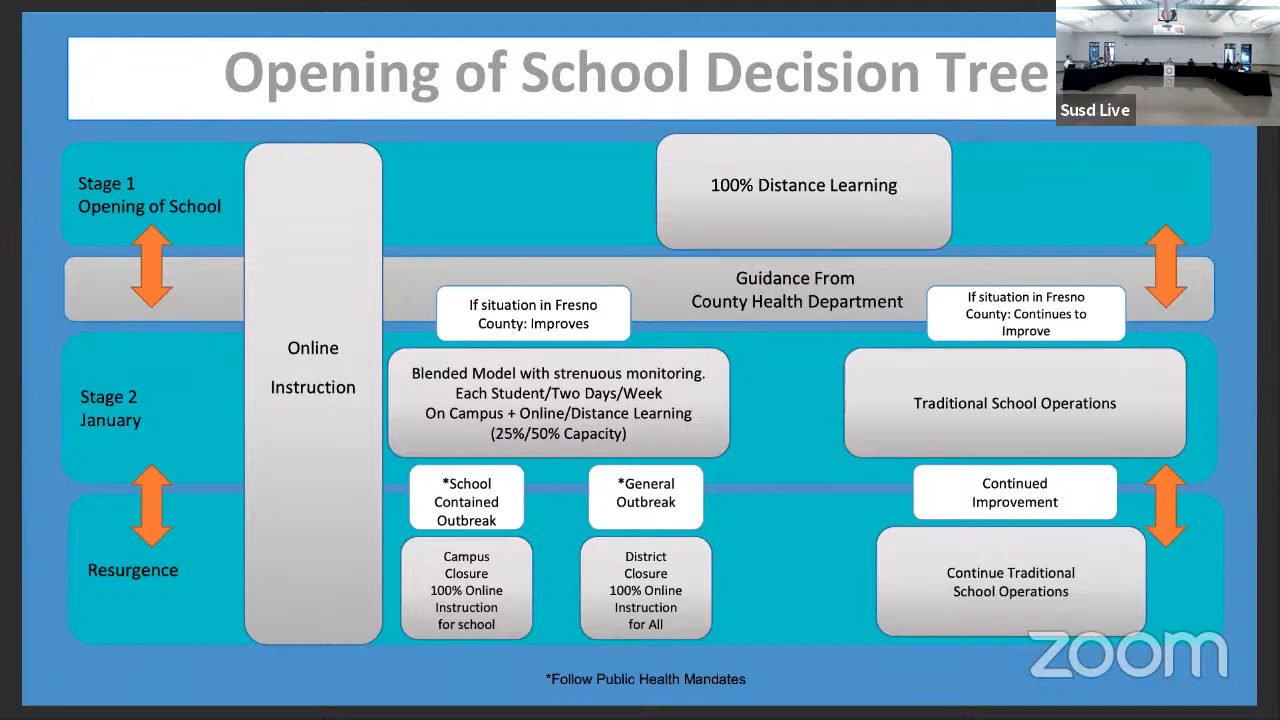 Opening of School Decision Tree
Susd Live
Stage 1
Opening of School
100% Distance Learning
Guidance From
County Health Department
If situation in Fresno
County: Improves
If situation in Fresno
County: Continues to
Improve
Online
Instruction
Stage 2
January
Blended Model with strenuous monitoring.
Each Student/Two Days/Week
On Campus + Online/Distance Learning
(25%/50% Capacity)
Traditional School Operations
*School
Contained
Outbreak
*General
Outbreak
Continued
Improvement
Resurgence
Campus
Closure
100% Online
Instruction
for school
District
Closure
100% Online
Instruction
for All
Continue Traditional
School Operations
zoom
*Follow Public Health Mandates